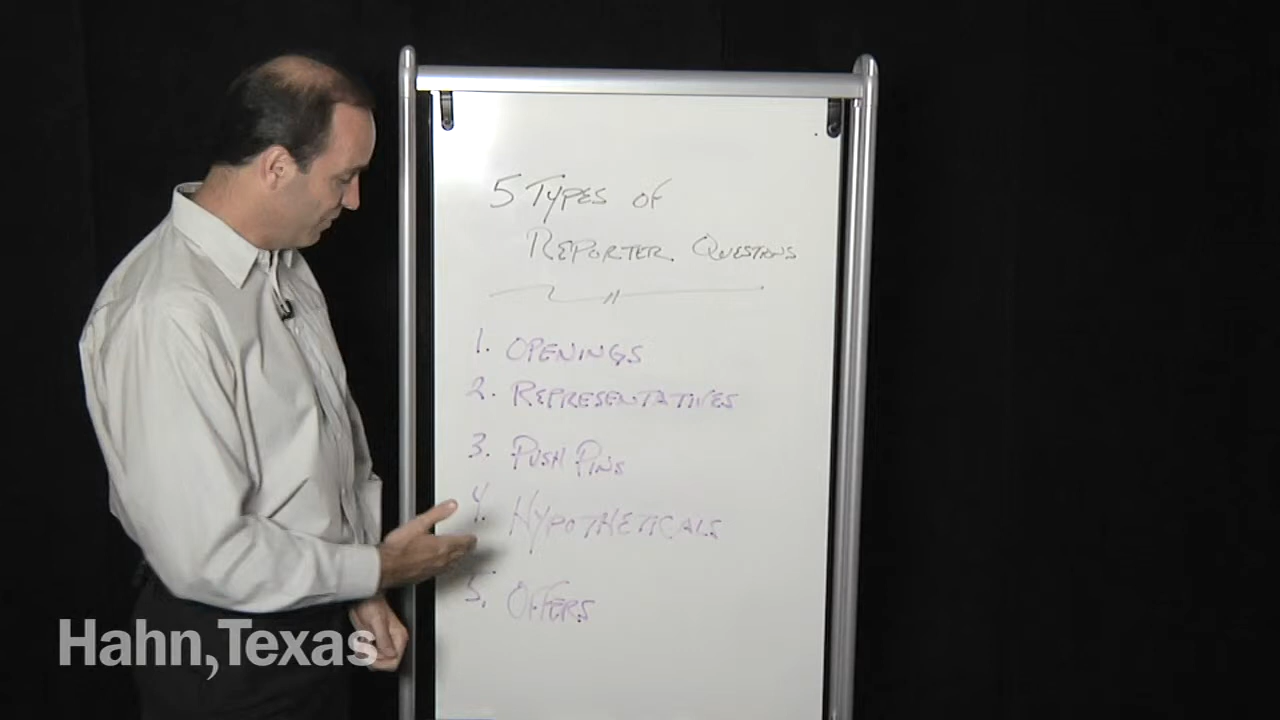 5 TYPES OF
REPORTER QUESTIONS
1. OPENINGS
2. REPRESENTATIVES
3. PUSH PINS
4. HYPOTHETICALS
5. OFFERS
Hahn,Texas